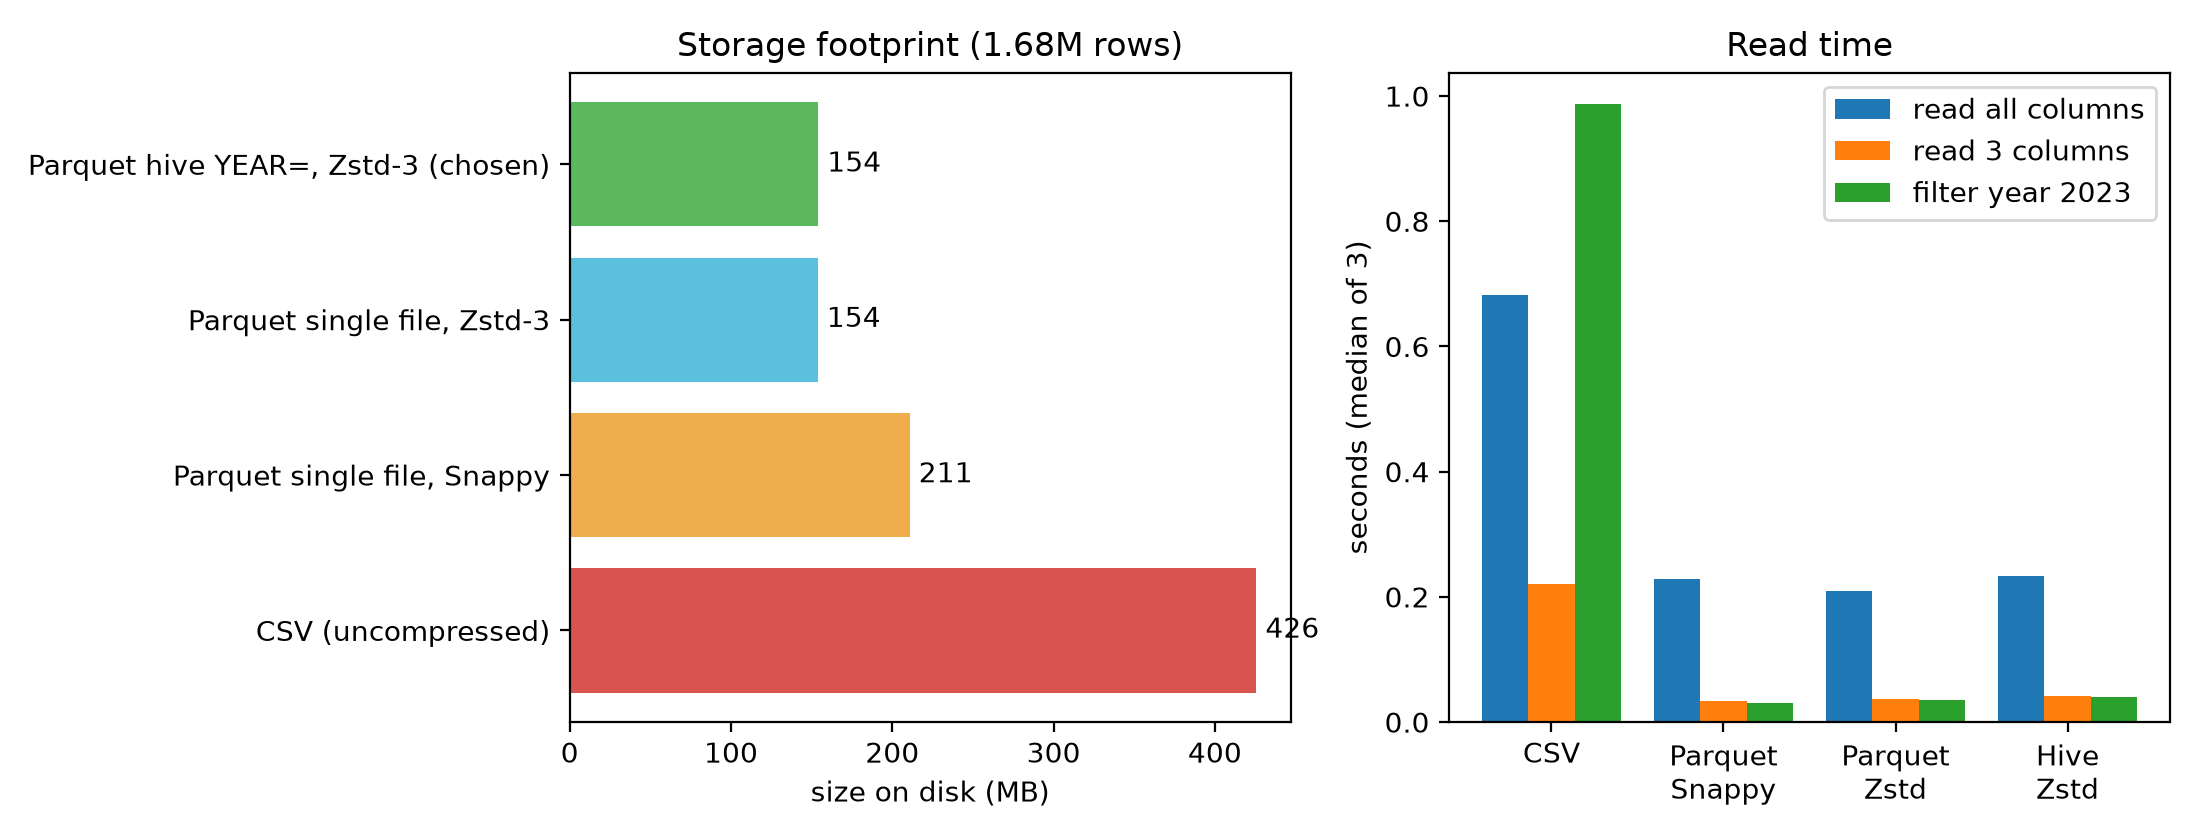 Storage footprint (1.68M rows)
Parquet hive YEAR=, Zstd-3 (chosen)
154
Parquet single file, Zstd-3
154
Parquet single file, Snappy
211
CSV (uncompressed)
426
0 100 200 300 400
size on disk (MB)
Read time
1.0
0.8
0.6
0.4
0.2
0.0
seconds (median of 3)
read all columns
read 3 columns
filter year 2023
CSV
Parquet
Snappy
Parquet
Zstd
Hive
Zstd